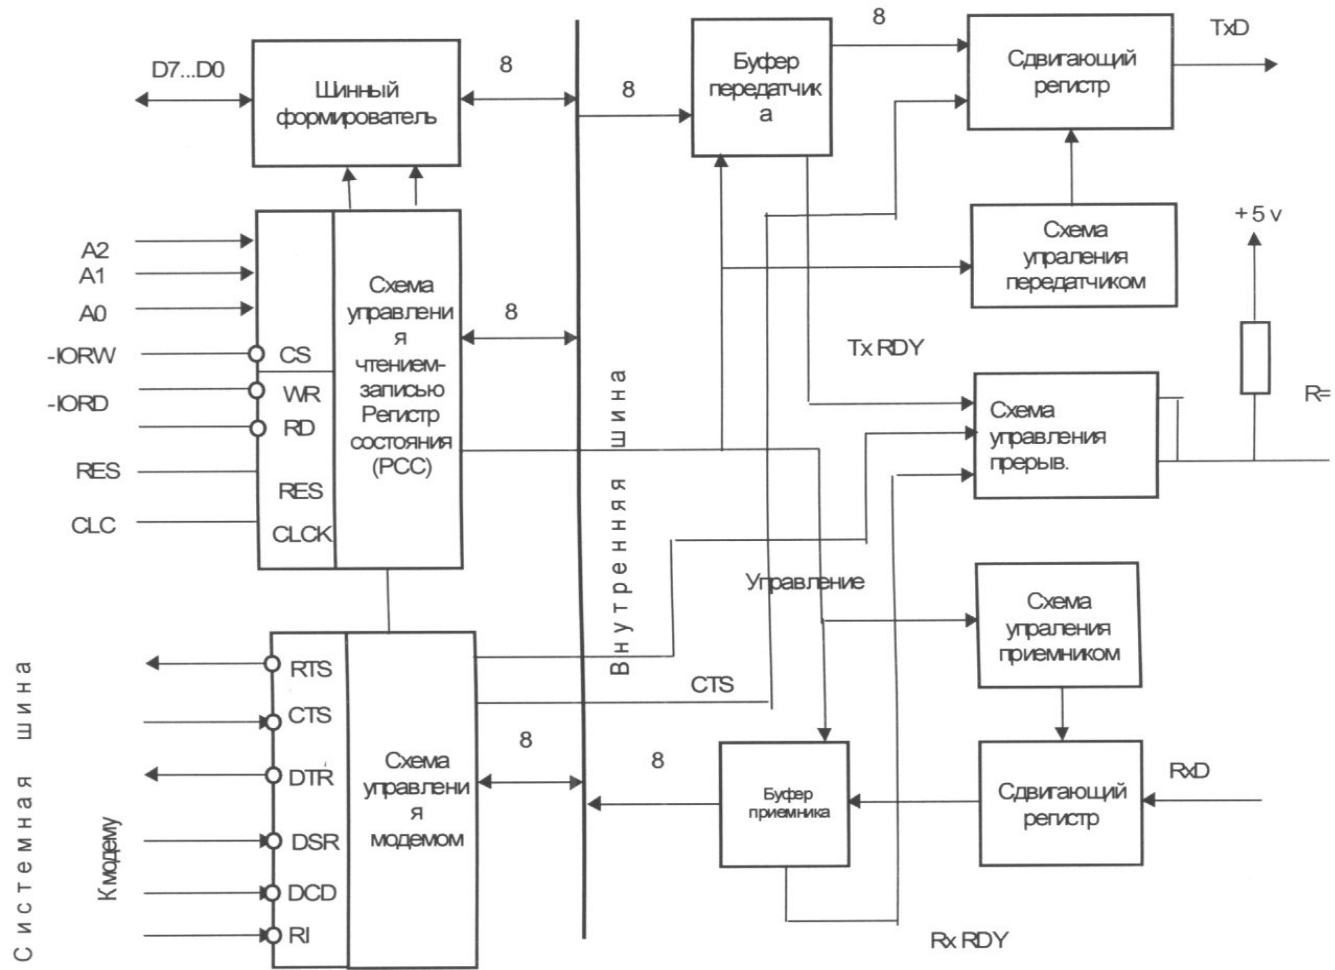 D7...D0
Шинный
формирователь
8
8
Буфер
передатчик
а
8
Сдвигающий
регистр
TxD
A2
A1
A0
-IORW
-IORD
RES
CLC
CS
WR
RD
RES
CLCK
Схема
управлени
я
чтением-
записью
Регистр
состояния
(РСС)
8
Внутренняя шина
Схема
упраления
передатчиком
+5 v
R=
Tx RDY
Схема
управления
прерыв.
Управление
Схема
упраления
приемником
Системная шина
К модему
RTS
CTS
DTR
DSR
DCD
RI
Схема
управлени
я
модемом
CTS
8
8
Буфер
приемника
Сдвигающий
регистр
RxD
Rx RDY